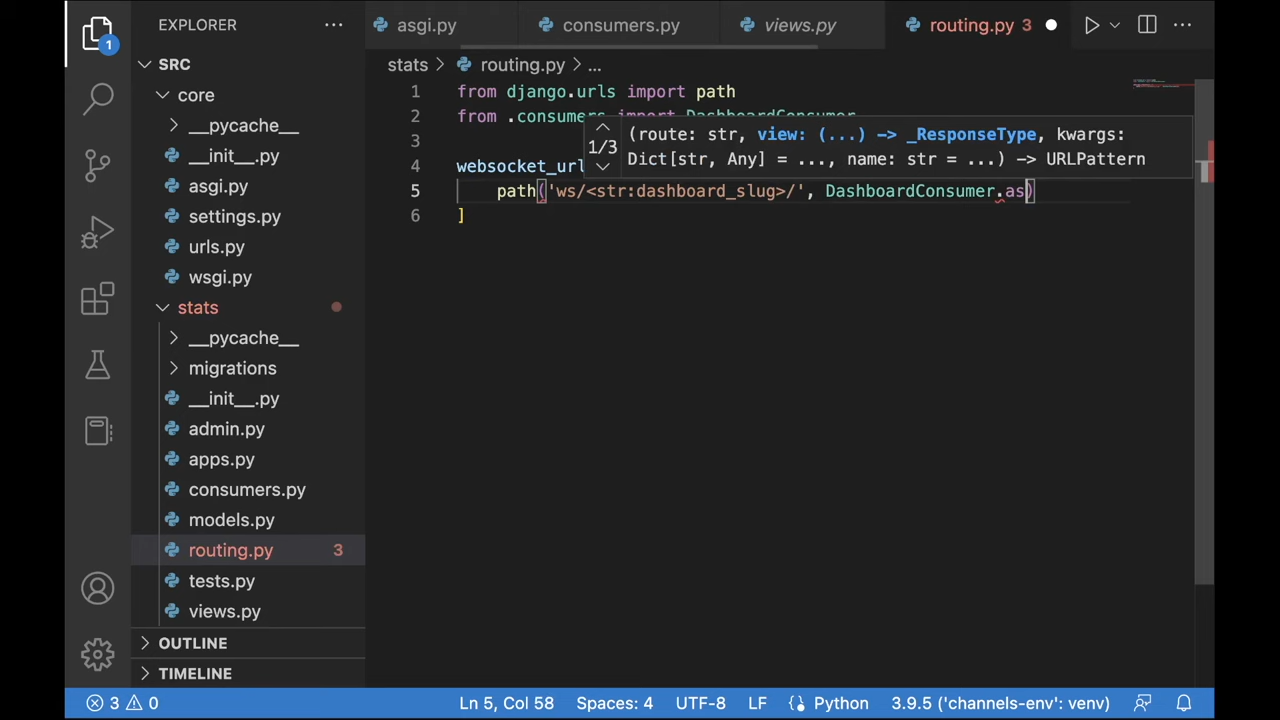 EXPLORER ...
asgi.py consumers.py views.py routing.py 3
1
SRC
core
__pycache__
__init__.py
asgi.py
settings.py
urls.py
wsgi.py
stats
__pycache__
migrations
__init__.py
admin.py
apps.py
consumers.py
models.py
routing.py 3
tests.py
views.py
OUTLINE
TIMELINE
stats > routing.py > ...
1 from django.urls import path
2 from .consumers import DashboardConsumer
3
4 websocket_url
5 path('ws/<str:dashboard_slug>/', DashboardConsumer.as)
6 ]
1/3
(route: str, view: (...) -> _ResponseType, kwargs:
Dict[str, Any] = ..., name: str = ...) -> URLPattern
3 0 Ln 5, Col 58 Spaces: 4 UTF-8 LF Python 3.9.5 ('channels-env': venv)